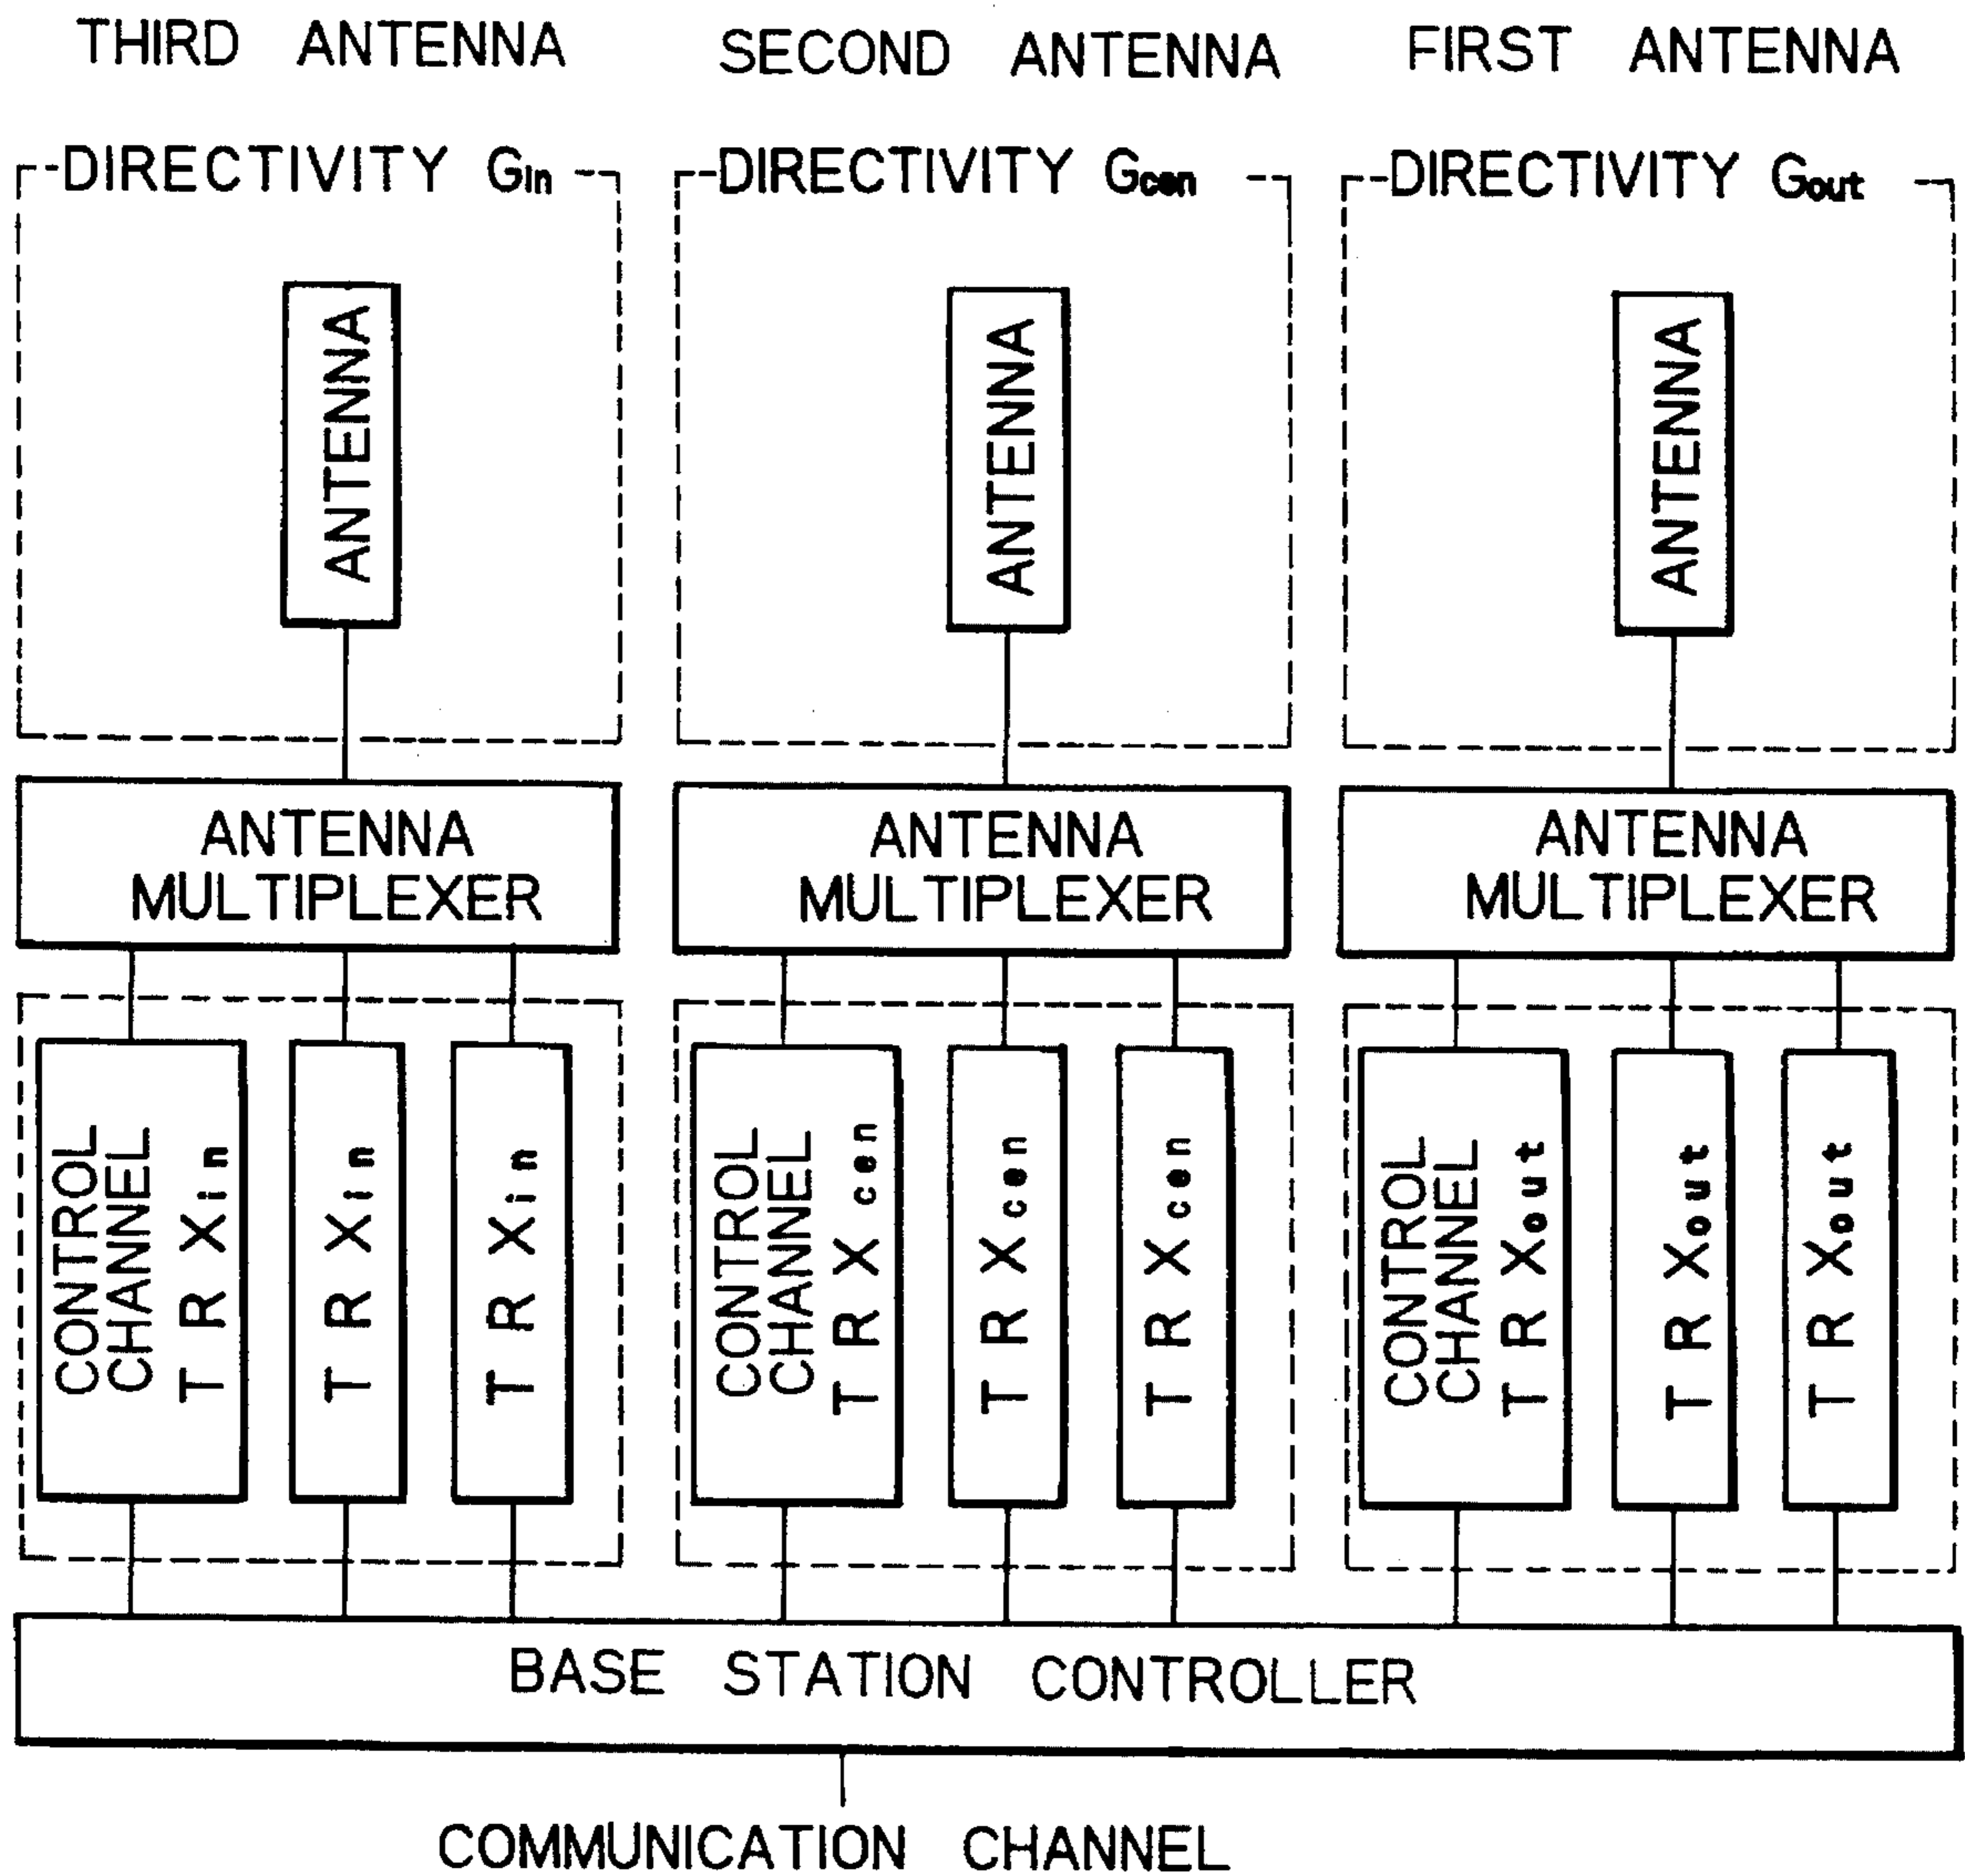 THIRD ANTENNA
SECOND ANTENNA
FIRST ANTENNA
DIRECTIVITY Gin
DIRECTIVITY Gcen
DIRECTIVITY Gout
ANTENNA
ANTENNA
ANTENNA
ANTENNA
MULTIPLEXER
ANTENNA
MULTIPLEXER
ANTENNA
MULTIPLEXER
CONTROL
CHANNEL
TRXin
TRXin
TRXin
CONTROL
CHANNEL
TRXcen
TRXcen
TRXcen
CONTROL
CHANNEL
TRXout
TRXout
TRXout
BASE STATION CONTROLLER
COMMUNICATION CHANNEL